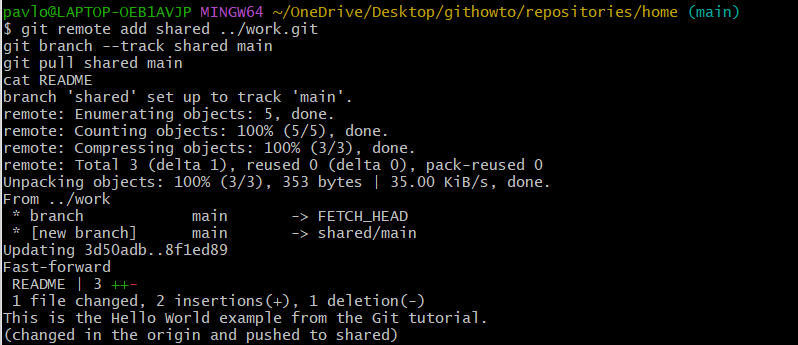 pavlo@LAPTOP-OEB1AVJP MINGW64 ~/OneDrive/Desktop/githowto/repositories/home (main)
$ git remote add shared ../work.git
git branch --track shared main
git pull shared main
cat README
branch 'shared' set up to track 'main'.
remote: Enumerating objects: 5, done.
remote: Counting objects: 100% (5/5), done.
remote: Compressing objects: 100% (3/3), done.
remote: Total 3 (delta 1), reused 0 (delta 0), pack-reused 0
Unpacking objects: 100% (3/3), 353 bytes | 35.00 KiB/s, done.
From ../work
 * branch            main       -> FETCH_HEAD
 * [new branch]      main       -> shared/main
Updating 3d50adb..8f1ed89
Fast-forward
 README | 3 ++-
 1 file changed, 2 insertions(+), 1 deletion(-)
This is the Hello World example from the Git tutorial.
(changed in the origin and pushed to shared)